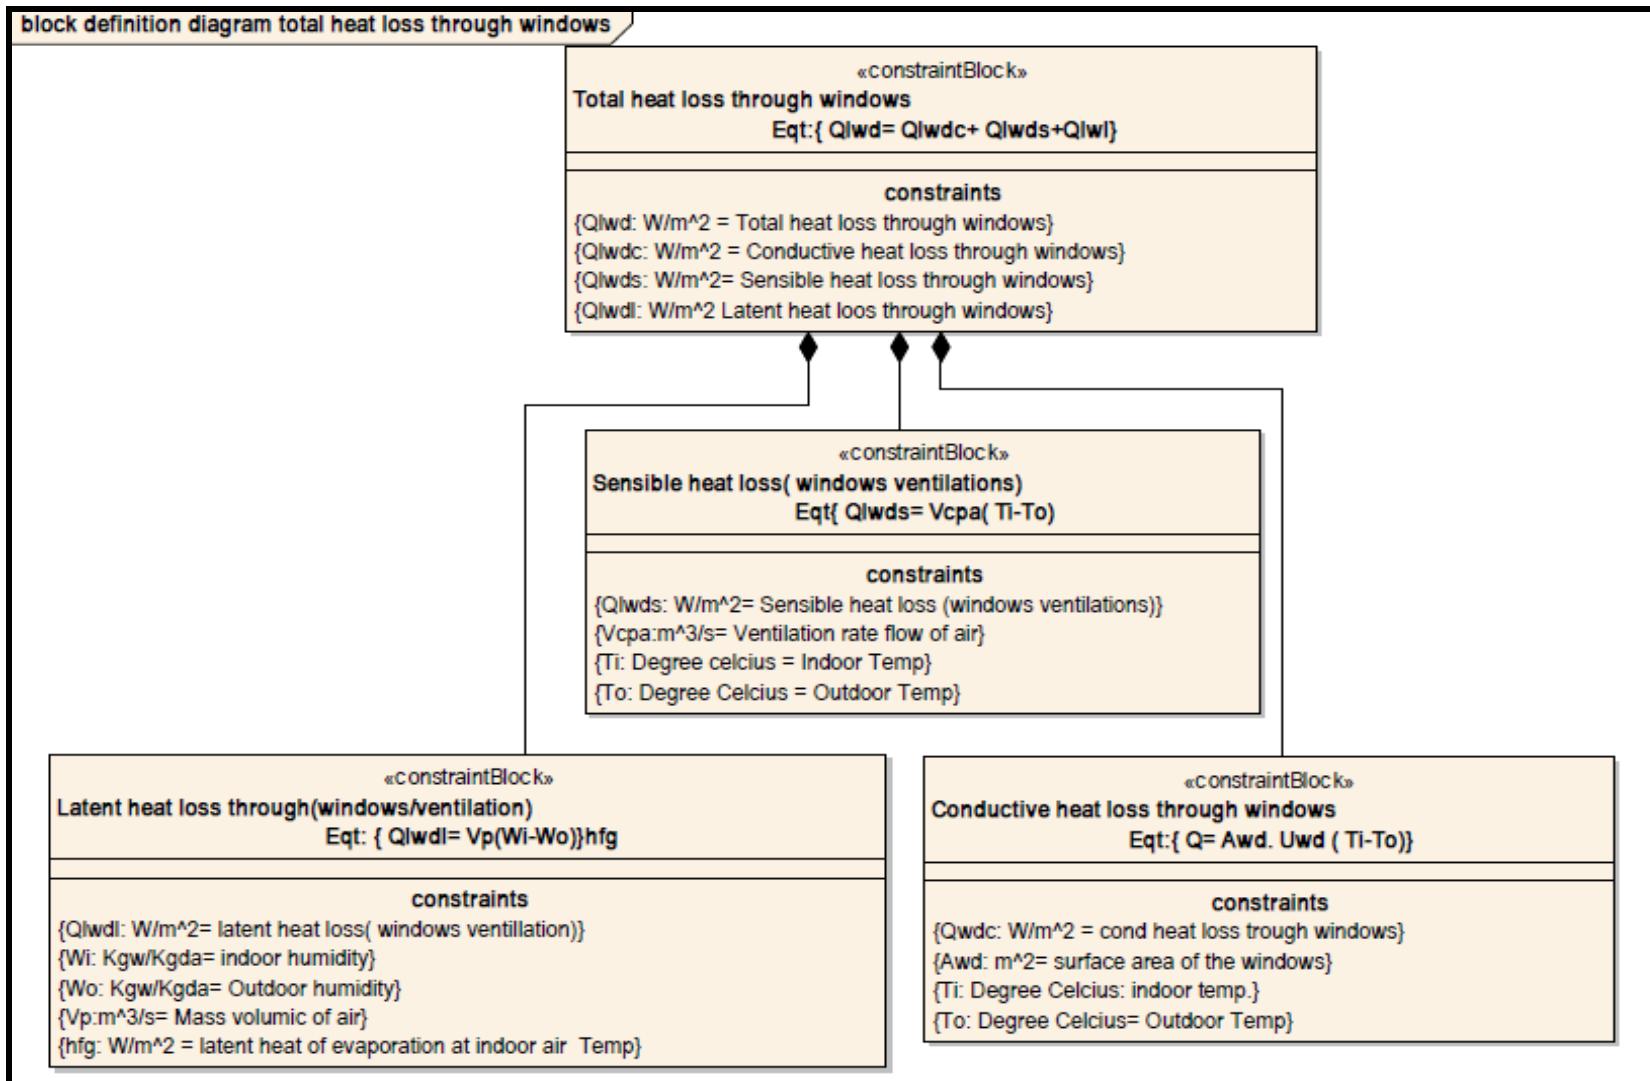 block definition diagram total heat loss through windows
«constraintBlock»
Total heat loss through windows
Eqt:{ Qlwd= Qlwdc+ Qlwds+Qlwl}
constraints
{Qlwd: W/m^2 = Total heat loss through windows}
{Qlwdc: W/m^2 = Conductive heat loss through windows}
{Qlwds: W/m^2= Sensible heat loss through windows}
{Qlwdl: W/m^2 Latent heat loos through windows}
«constraintBlock»
Sensible heat loss( windows ventilations)
Eqt{ Qlwds= Vcpa( Ti-To)
constraints
{Qlwds: W/m^2= Sensible heat loss (windows ventilations)}
{Vcpa:m^3/s= Ventilation rate flow of air}
{Ti: Degree celcius = Indoor Temp}
{To: Degree Celcius = Outdoor Temp}
«constraintBlock»
Latent heat loss through(windows/ventilation)
Eqt: { Qlwdl= Vp(Wi-Wo)}hfg
constraints
{Qlwdl: W/m^2= latent heat loss( windows ventillation)}
{Wi: Kgw/Kgda= indoor humidity}
{Wo: Kgw/Kgda= Outdoor humidity}
{Vp:m^3/s= Mass volumic of air}
{hfg: W/m^2 = latent heat of evaporation at indoor air  Temp}
«constraintBlock»
Conductive heat loss through windows
Eqt:{ Q= Awd. Uwd ( Ti-To)}
constraints
{Qwdc: W/m^2 = cond heat loss trough windows}
{Awd: m^2= surface area of the windows}
{Ti: Degree Celcius: indoor temp.}
{To: Degree Celcius= Outdoor Temp}